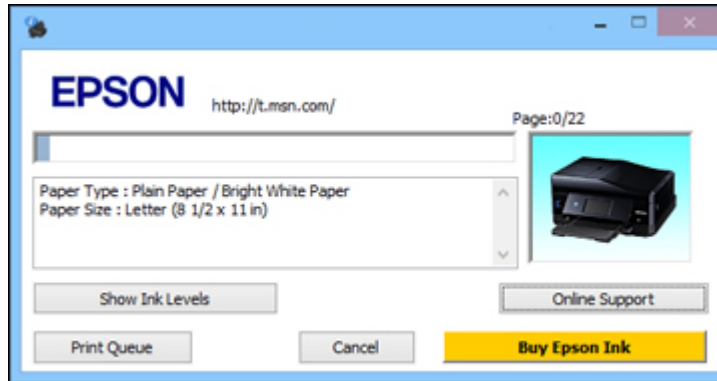 EPSON
http://t.msn.com/
Page:0/22
Paper Type : Plain Paper / Bright White Paper
Paper Size : Letter (8 1/2 x 11 in)
Show Ink Levels
Online Support
Print Queue
Cancel
Buy Epson Ink